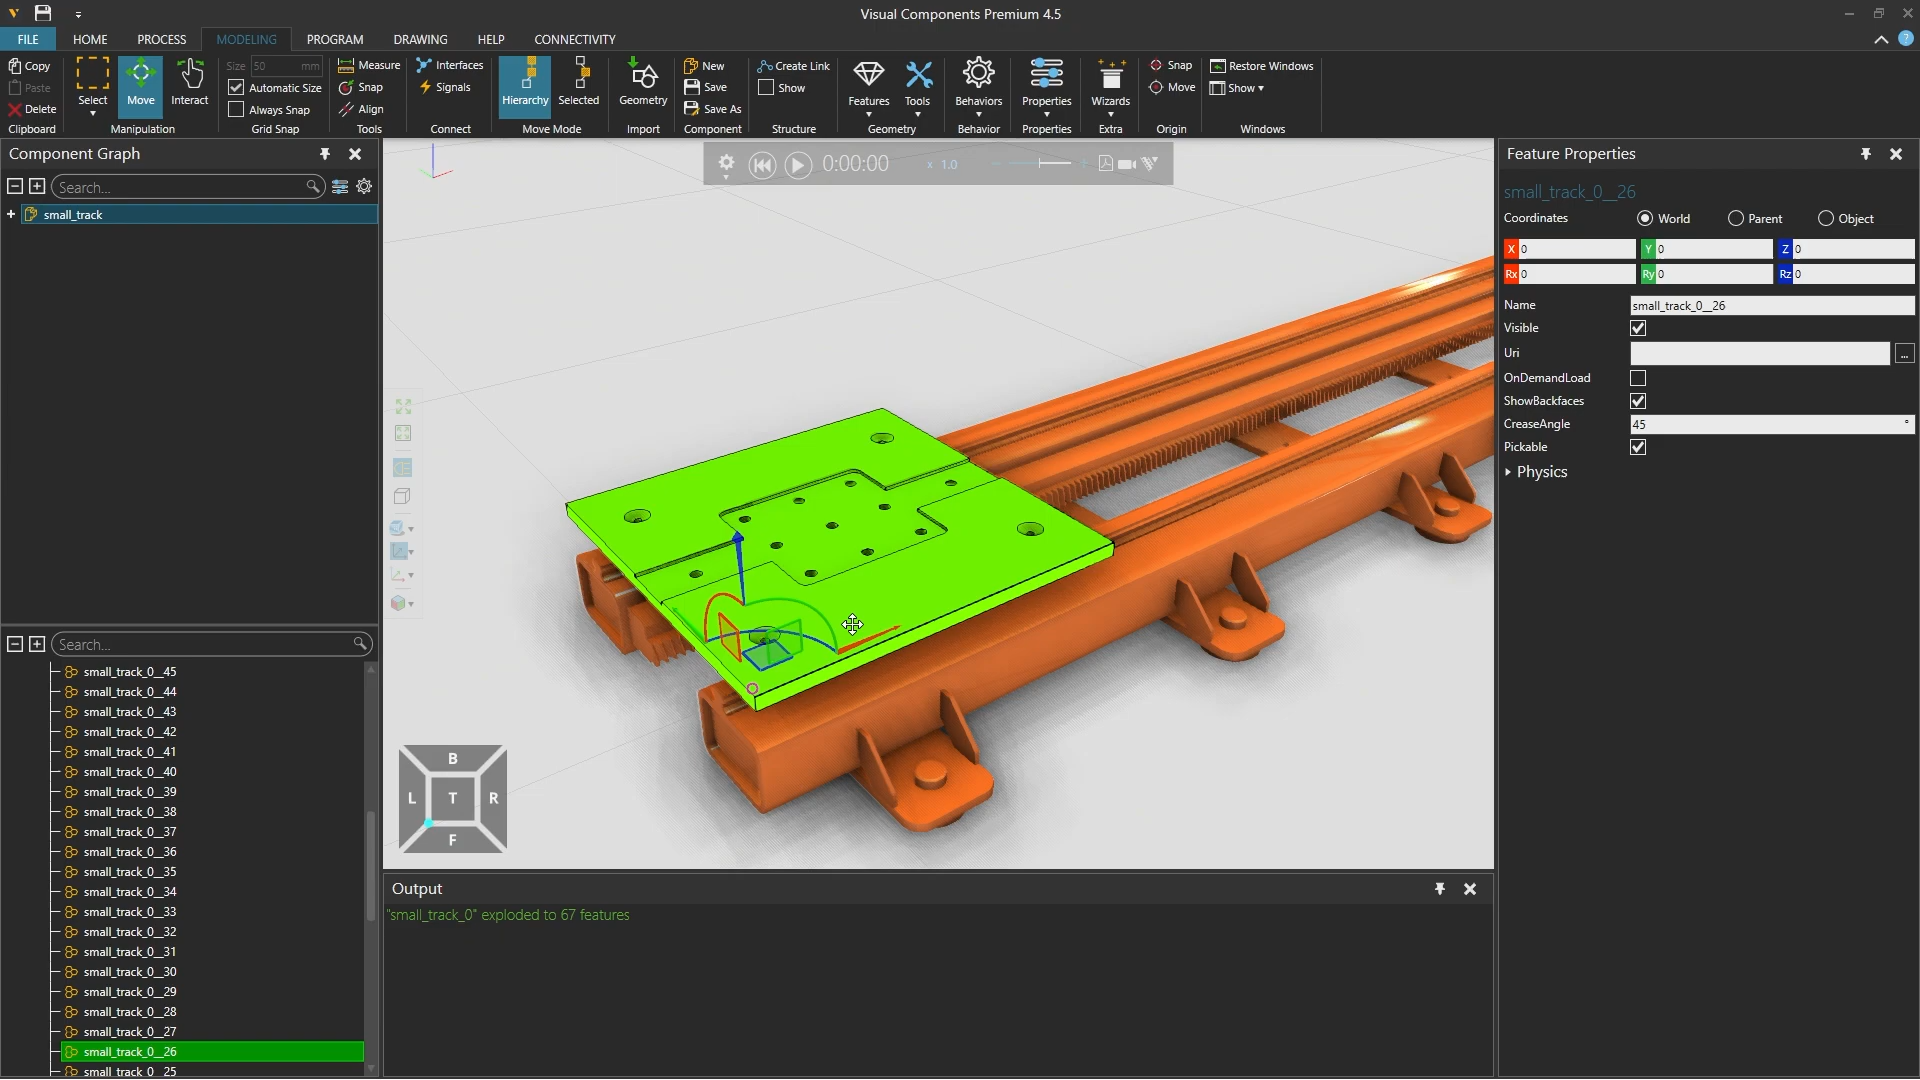 Visual Components Premium 4.5
FILE HOME PROCESS MODELING PROGRAM DRAWING HELP CONNECTIVITY
Copy
Paste
Delete
Clipboard
Select
Move
Interact
Manipulation
Size 50 mm
Automatic Size
Always Snap
Grid Snap
Measure
Snap
Align
Tools
Interfaces
Signals
Connect
Hierarchy
Selected
Move Mode
Geometry
Import
New
Save
Save As
Component
Create Link
Show
Structure
Features
Tools
Geometry
Behaviors
Behavior
Properties
Properties
Wizards
Extra
Snap
Move
Origin
Restore Windows
Show
Windows
Component Graph
Search...
small_track
Search...
small_track_0__45
small_track_0__44
small_track_0__43
small_track_0__42
small_track_0__41
small_track_0__40
small_track_0__39
small_track_0__38
small_track_0__37
small_track_0__36
small_track_0__35
small_track_0__34
small_track_0__33
small_track_0__32
small_track_0__31
small_track_0__30
small_track_0__29
small_track_0__28
small_track_0__27
small_track_0__26
small_track_0__25
0:00:00 x 1.0
B
L T R
F
Output
"small_track_0" exploded to 67 features
Feature Properties
small_track_0__26
Coordinates World Parent Object
X 0 Y 0 Z 0
Rx 0 Ry 0 Rz 0
Name small_track_0__26
Visible
Uri ...
OnDemandLoad
ShowBackfaces
CreaseAngle 45 °
Pickable
Physics